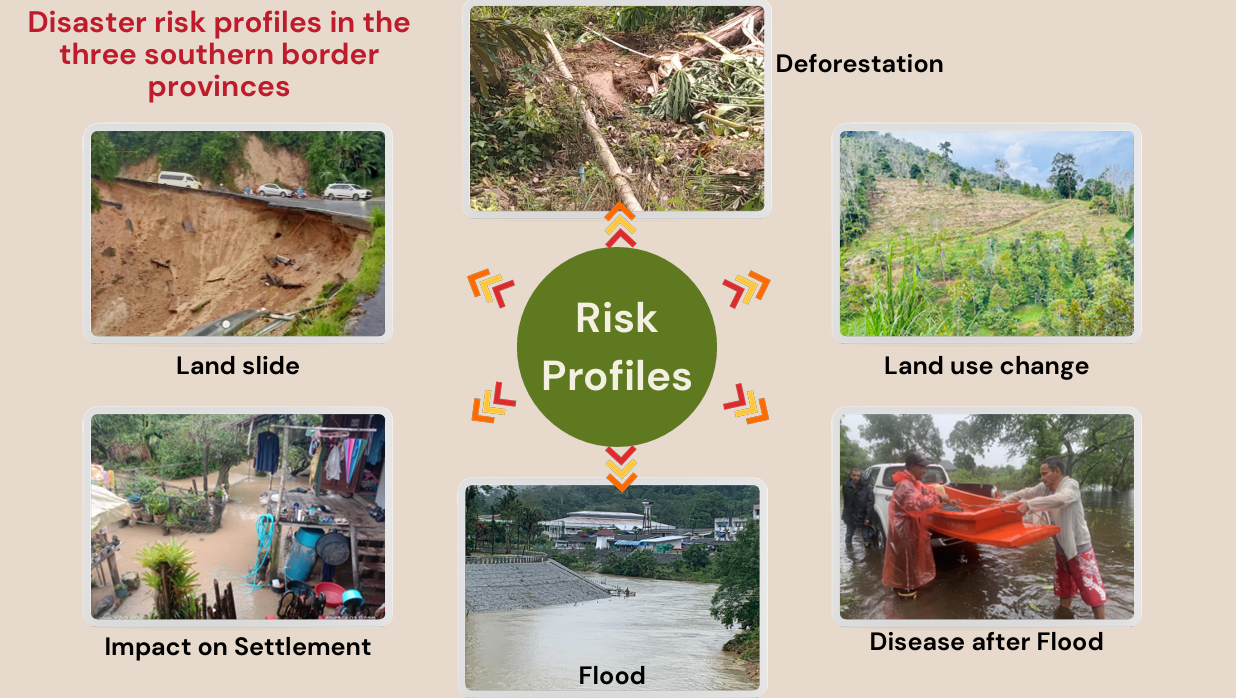 Disaster risk profiles in the
three southern border
provinces
Deforestation
Land slide
Risk
Profiles
Land use change
Impact on Settlement
Flood
Disease after Flood